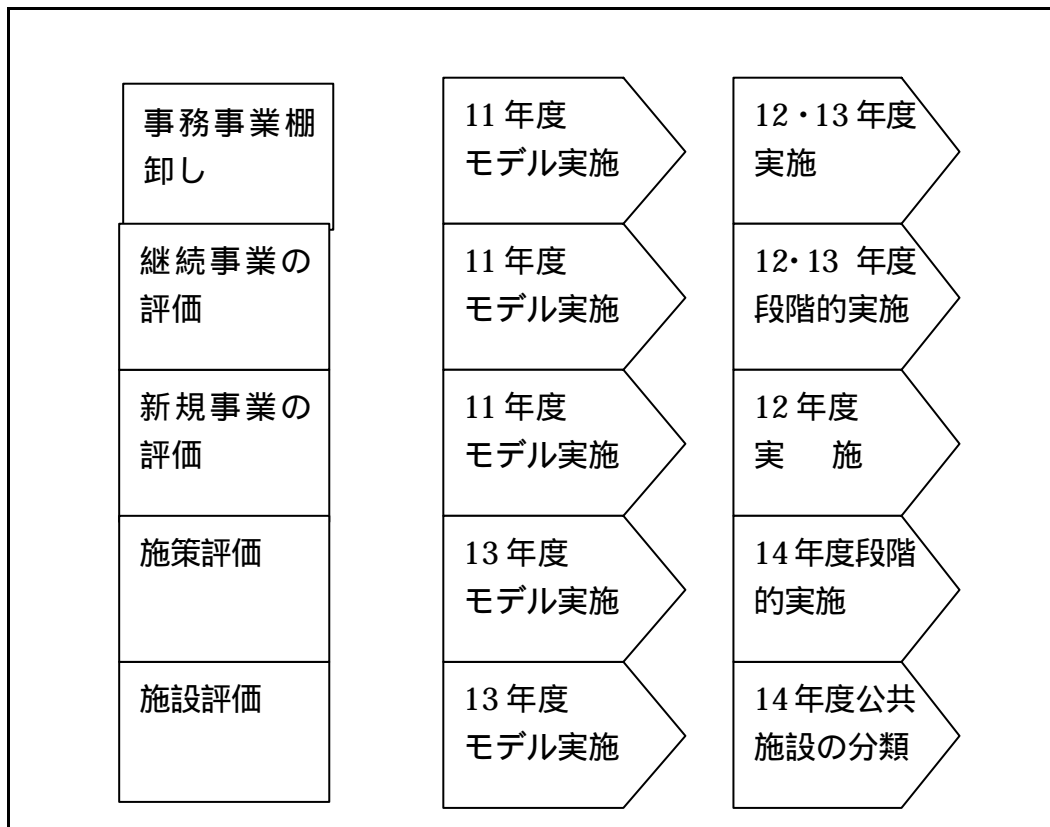 事務事業棚
卸し
11年度
モデル実施
12・13年度
実施
継続事業の
評価
11年度
モデル実施
12・13 年度
段階的実施
新規事業の
評価
11年度
モデル実施
12年度
実　施
施策評価
13年度
モデル実施
14年度段階
的実施
施設評価
13年度
モデル実施
14年度公共
施設の分類